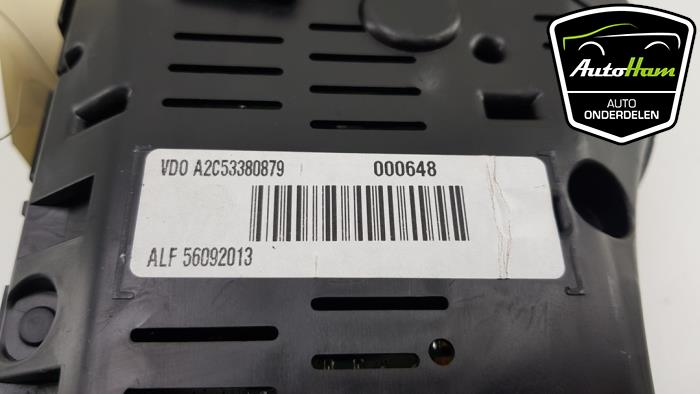 VDO A2C53380879 000648
ALF 56092013
AutoHam
AUTO
ONDERDELEN